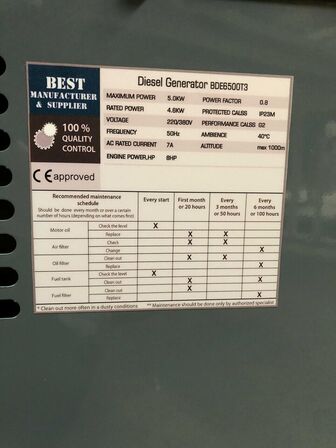 BEST
MANUFACTURER
& SUPPLIER
100 %
QUALITY
CONTROL
CE approved
Diesel Generator BDE6500T3
MAXIMUM POWER 5.0KW POWER FACTOR 0.8
RATED POWER 4.6KW PROTECTED CALSS IP23M
VOLTAGE 220/380V PERFORMANCE CALSS G2
FREQUENCY 50Hz AMBIENCE 40°C
AC RATED CURRENT 7A ALTITUDE max 1000m
ENGINE POWER.HP 8HP
Recommended maintenance
schedule
Should be done every month or over a certain
number of hours (depending on what comes first)
Every start
First month
or 20 hours
Every
3 months
or 50 hours
Every
6 months
or 100 hours
Motor oil Check the level X
Replace X X
Air filter Check X X
Change X
Oil filter Clean out X X
Replace X
Fuel tank Check the level X
Clean out X X
Fuel filter Clean out X X
Replace X
* Clean out more often in a dusty conditions ** Maintenance should be done only by authorized specialist